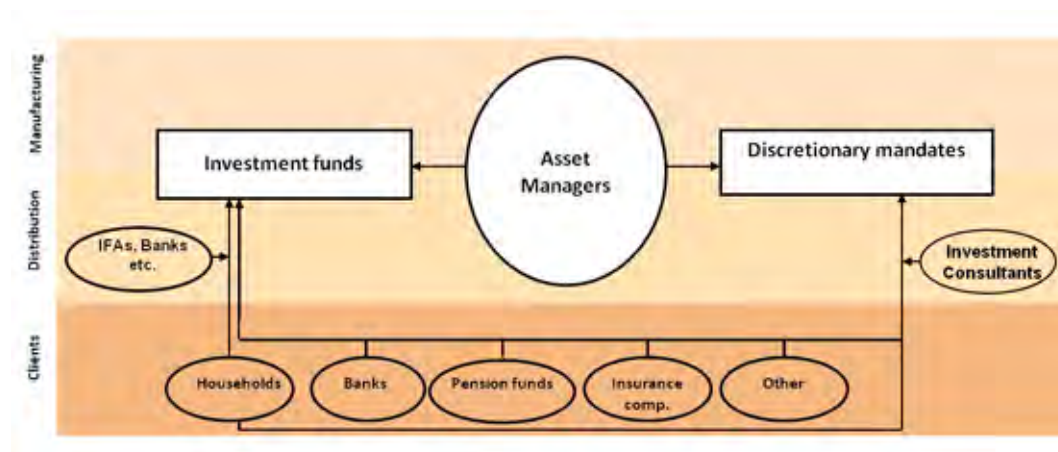 Manufacturing
Investment funds
Asset
Managers
Discretionary mandates
Distribution
IFAs, Banks
etc.
Investment
Consultants
Clients
Households
Banks
Pension funds
Insurance
comp.
Other